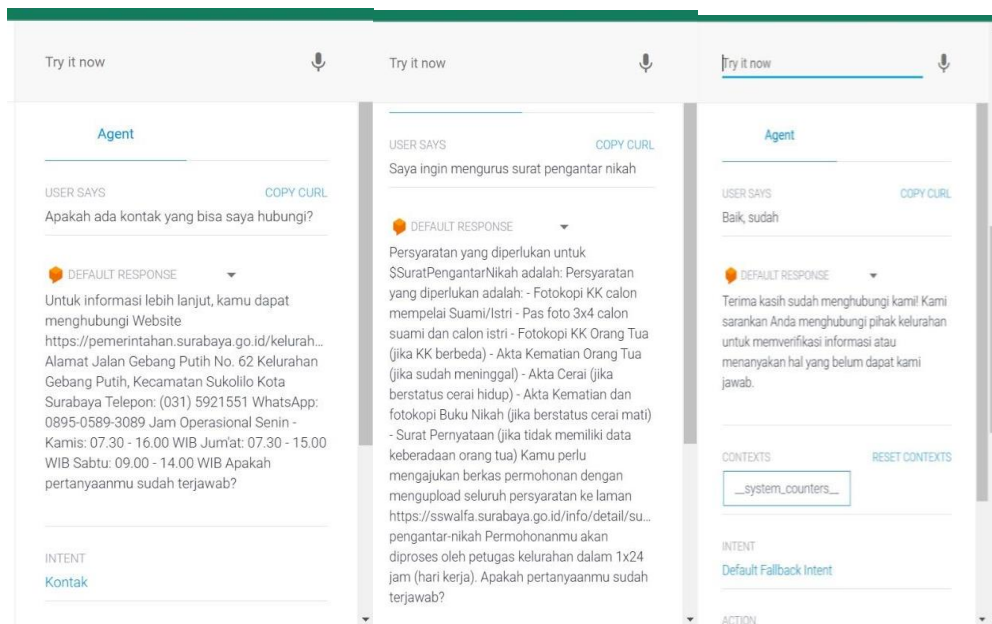 Try it now
Agent
USER SAYS COPY CURL
Apakah ada kontak yang bisa saya hubungi?
DEFAULT RESPONSE
Untuk informasi lebih lanjut, kamu dapat
menghubungi Website
https://pemerintahan.surabaya.go.id/kelurah...
Alamat Jalan Gebang Putih No. 62 Kelurahan
Gebang Putih, Kecamatan Sukolilo Kota
Surabaya Telepon: (031) 5921551 WhatsApp:
0895-0589-3089 Jam Operasional Senin -
Kamis: 07.30 - 16.00 WIB Jum'at: 07.30 - 15.00
WIB Sabtu: 09.00 - 14.00 WIB Apakah
pertanyaanmu sudah terjawab?
INTENT
Kontak
Try it now
USER SAYS COPY CURL
Saya ingin mengurus surat pengantar nikah
DEFAULT RESPONSE
Persyaratan yang diperlukan untuk
$SuratPengantarNikah adalah: Persyaratan
yang diperlukan adalah: - Fotokopi KK calon
mempelai Suami/Istri - Pas foto 3x4 calon
suami dan calon istri - Fotokopi KK Orang Tua
(jika KK berbeda) - Akta Kematian Orang Tua
(jika sudah meninggal) - Akta Cerai (jika
berstatus cerai hidup) - Akta Kematian dan
fotokopi Buku Nikah (jika berstatus cerai mati)
- Surat Pernyataan (jika tidak memiliki data
keberadaan orang tua) Kamu perlu
mengajukan berkas permohonan dengan
mengupload seluruh persyaratan ke laman
https://sswalfa.surabaya.go.id/info/detail/su...
pengantar-nikah Permohonanmu akan
diproses oleh petugas kelurahan dalam 1x24
jam (hari kerja). Apakah pertanyaanmu sudah
terjawab?
Try it now
Agent
USER SAYS COPY CURL
Baik, sudah
DEFAULT RESPONSE
Terima kasih sudah menghubungi kami! Kami
sarankan Anda menghubungi pihak kelurahan
untuk memverifikasi informasi atau
menanyakan hal yang belum dapat kami
jawab.
CONTEXTS RESET CONTEXTS
__system_counters__
INTENT
Default Fallback Intent
ACTION